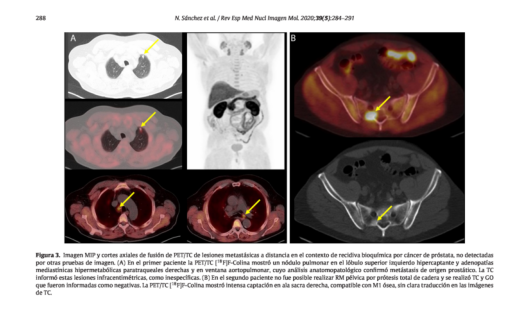 288
N. Sánchez et al. / Rev Esp Med Nucl Imagen Mol. 2020;39(5):284–291
A
B
Figura 3. Imagen MIP y cortes axiales de fusión de PET/TC de lesiones metastásicas a distancia en el contexto de recidiva bioquímica por cáncer de próstata, no detectadas
por otras pruebas de imagen. (A) En el primer paciente la PET/TC [18F]F-Colina mostró un nódulo pulmonar en el lóbulo superior izquierdo hipercaptante y adenopatías
mediastínicas hipermetabólicas paratraqueales derechas y en ventana aortopulmonar, cuyo análisis anatomopatológico confirmó metástasis de origen prostático. La TC
informó estas lesiones infracentimétricas, como inespecíficas. (B) En el segundo paciente no fue posible realizar RM pélvica por prótesis total de cadera y se realizó TC y GO
que fueron informadas como negativas. La PET/TC [18F]F-Colina mostró intensa captación en ala sacra derecha, compatible con M1 ósea, sin clara traducción en las imágenes
de TC.